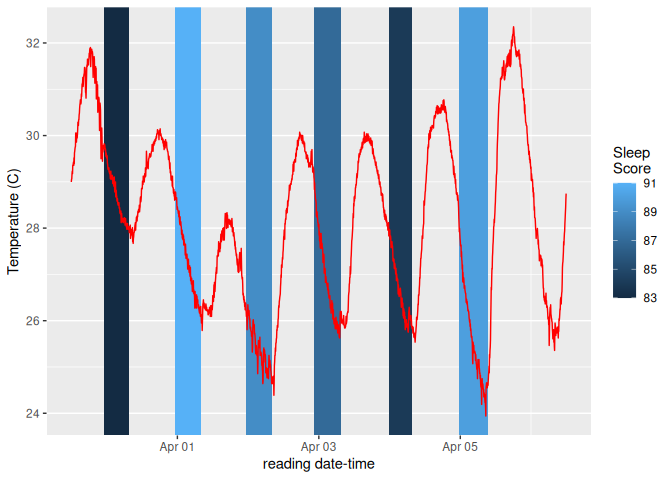 32
30
28
26
24
Temperature (C)
Apr 01
Apr 03
Apr 05
reading date-time
Sleep
Score
91
89
87
85
83